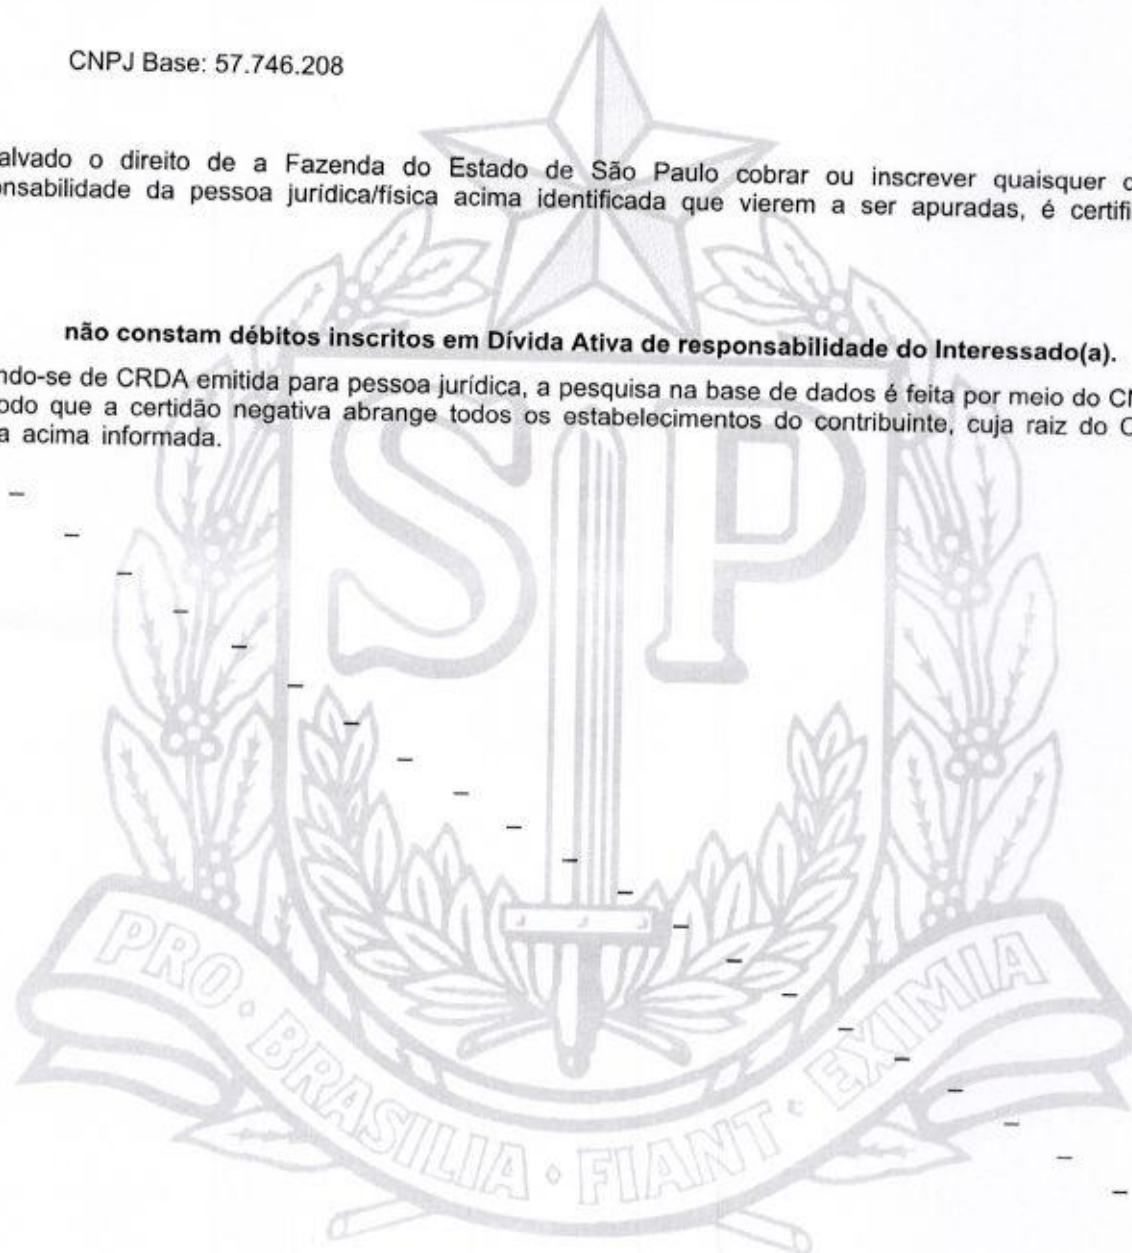 CNPJ Base: 57.746.208
alvado o direito de a Fazenda do Estado de São Paulo cobrar ou inscrever quaisquer
onsabilidade da pessoa jurídica/física acima identificada que vierem a ser apuradas, é certifi
não constam débitos inscritos em Dívida Ativa de responsabilidade do Interessado(a).
ndo-se de CRDA emitida para pessoa jurídica, a pesquisa na base de dados é feita por meio do CN
odo que a certidão negativa abrange todos os estabelecimentos do contribuinte, cuja raiz do C
a acima informada.
SP
PRO · BRASILIA · FIANT · EXIMIA